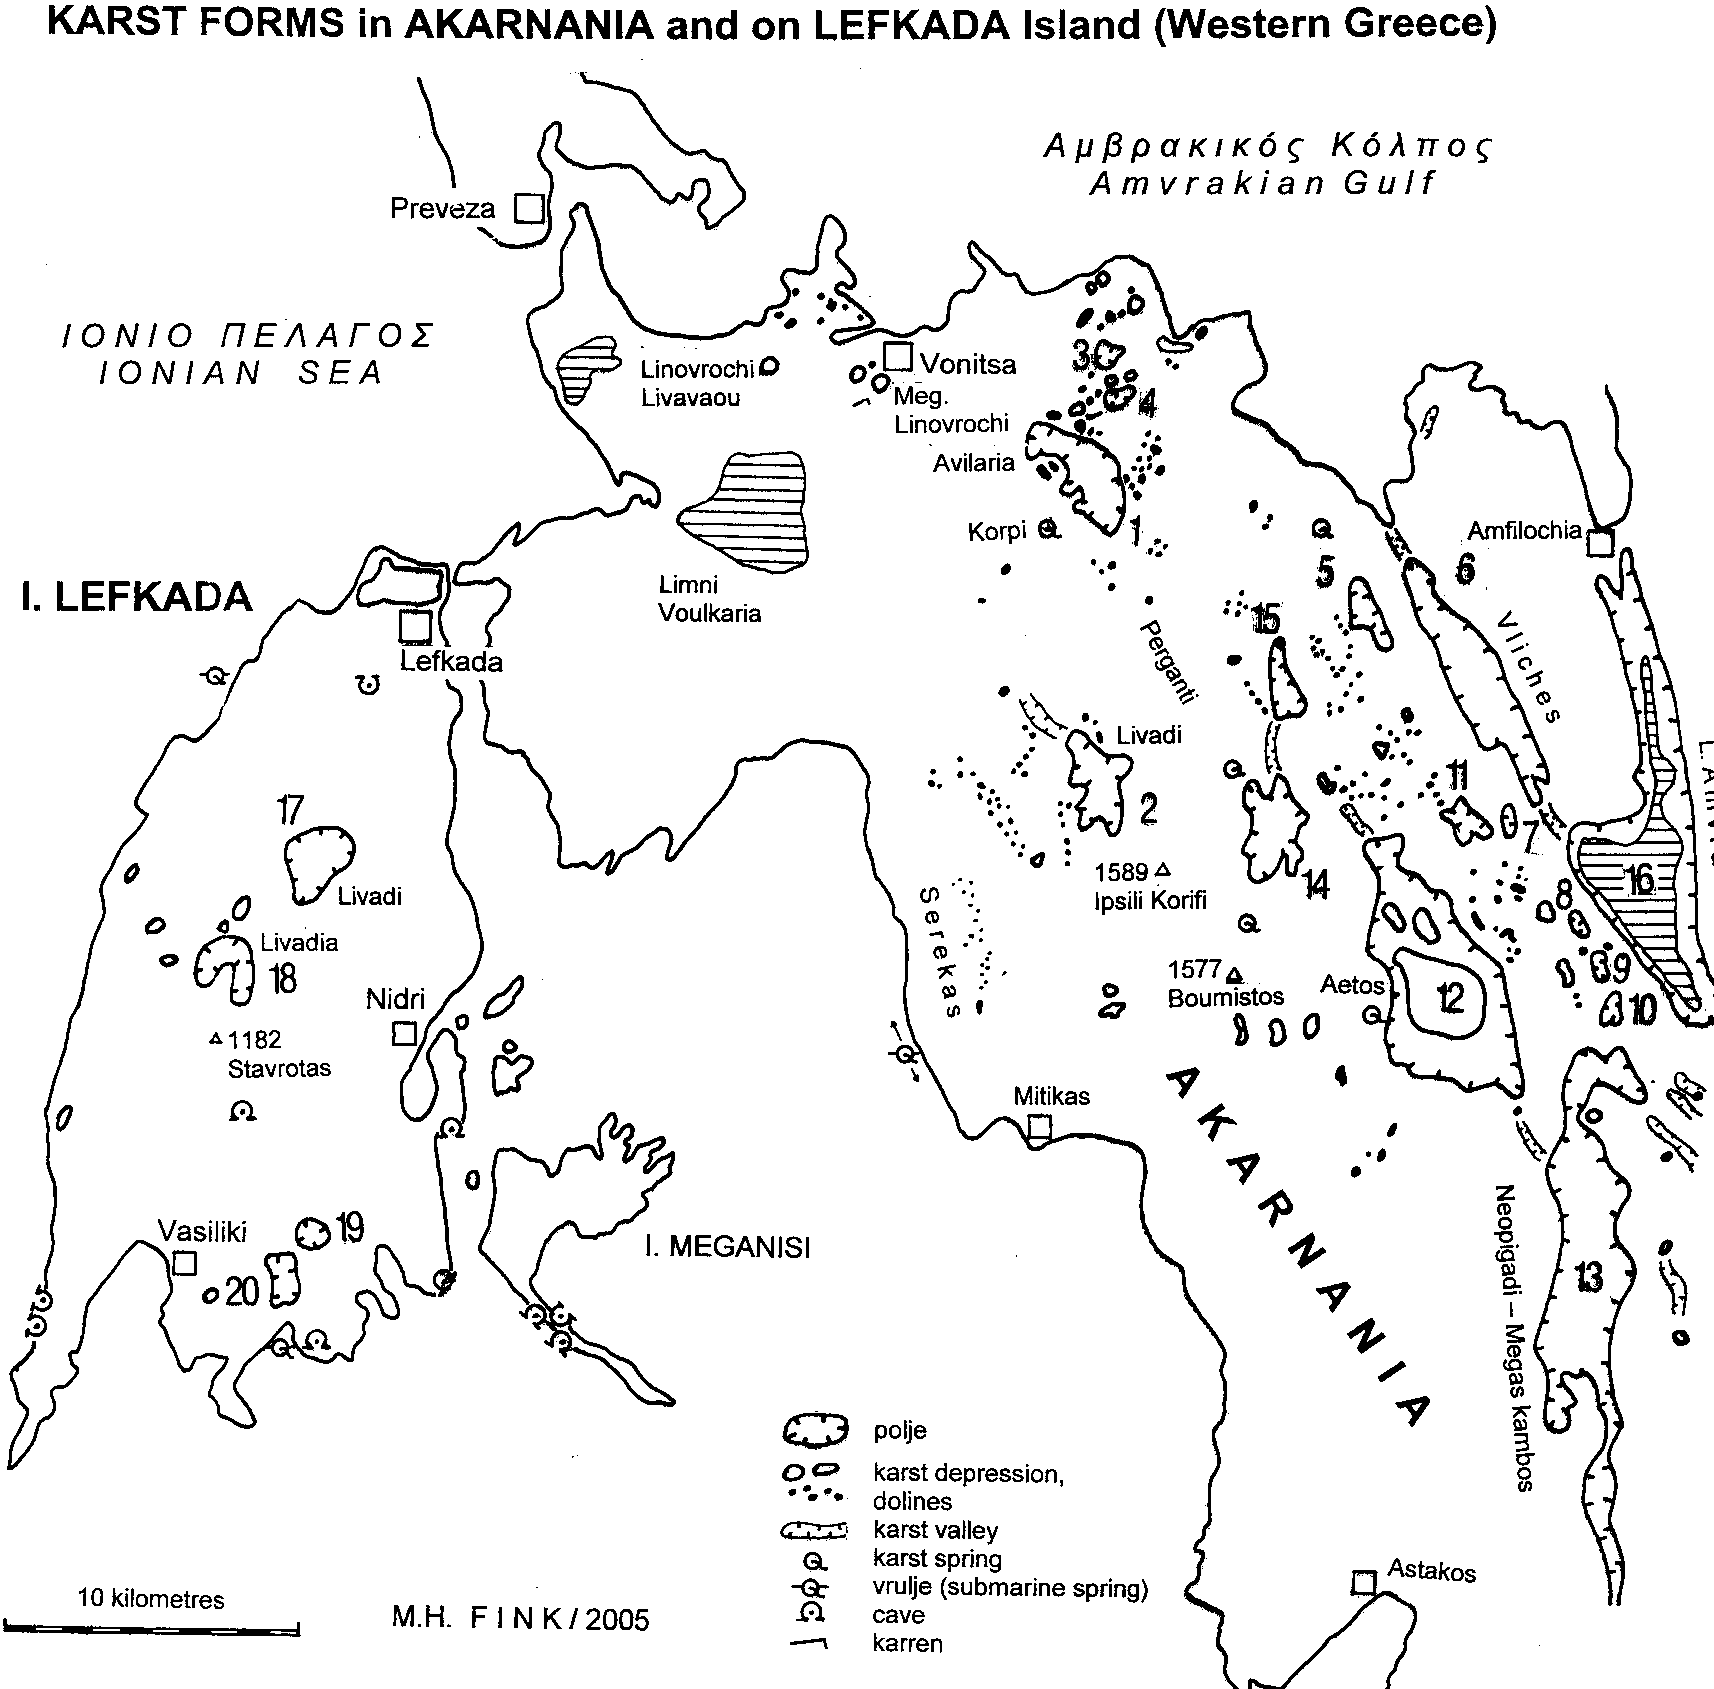 KARST FORMS in AKARNANIA and on LEFKADA Island (Western Greece)
Αμβρακικός Κόλπος
Amvrakian Gulf
Preveza
ΙΟΝΙΟ ΠΕΛΑΓΟΣ
IONIAN SEA
Linovrochi
Livavaou
Vonitsa
3
Meg.
Linovrochi
4
Avilaria
Korpi
1
Amfilochia
Limni
Voulkaria
I. LEFKADA
Lefkada
5
6
15
Vliches
Perganti
Livadi
2
11
7
17
Livadi
1589
Ipsili Korifi
14
16
8
Serekas
Livadia
18
9
Nidri
1577
Boumistos
Aetos
12
10
1182
Stavrotas
Mitikas
AKARNANIA
Neopigadi – Megas kambos
13
Vasiliki
19
20
I. MEGANISI
polje
karst depression,
dolines
karst valley
karst spring
vrulje (submarine spring)
cave
karren
Astakos
10 kilometres
M.H. FINK / 2005